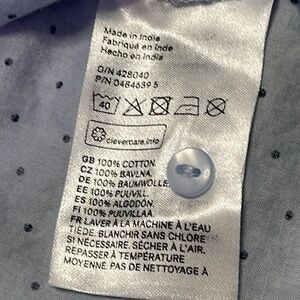 Made in India
Fabriqué en Inde
Hecho en India
O/N 428040
P/N 0484639 5
40
clevercare.info
GB 100% COTTON
CZ 100% BAVLNA
DE 100% BAUMWOLLE
EE 100% PUUVILL
ES 100% ALGODÓN
FI 100% PUUVILLAA
FR LAVER À LA MACHINE À L'EAU
TIÈDE. BLANCHIR SANS CHLORE
SI NÉCESSAIRE. SÉCHER À L'AIR.
REPASSER À TEMPÉRATURE
MOYENNE. PAS DE NETTOYAGE À